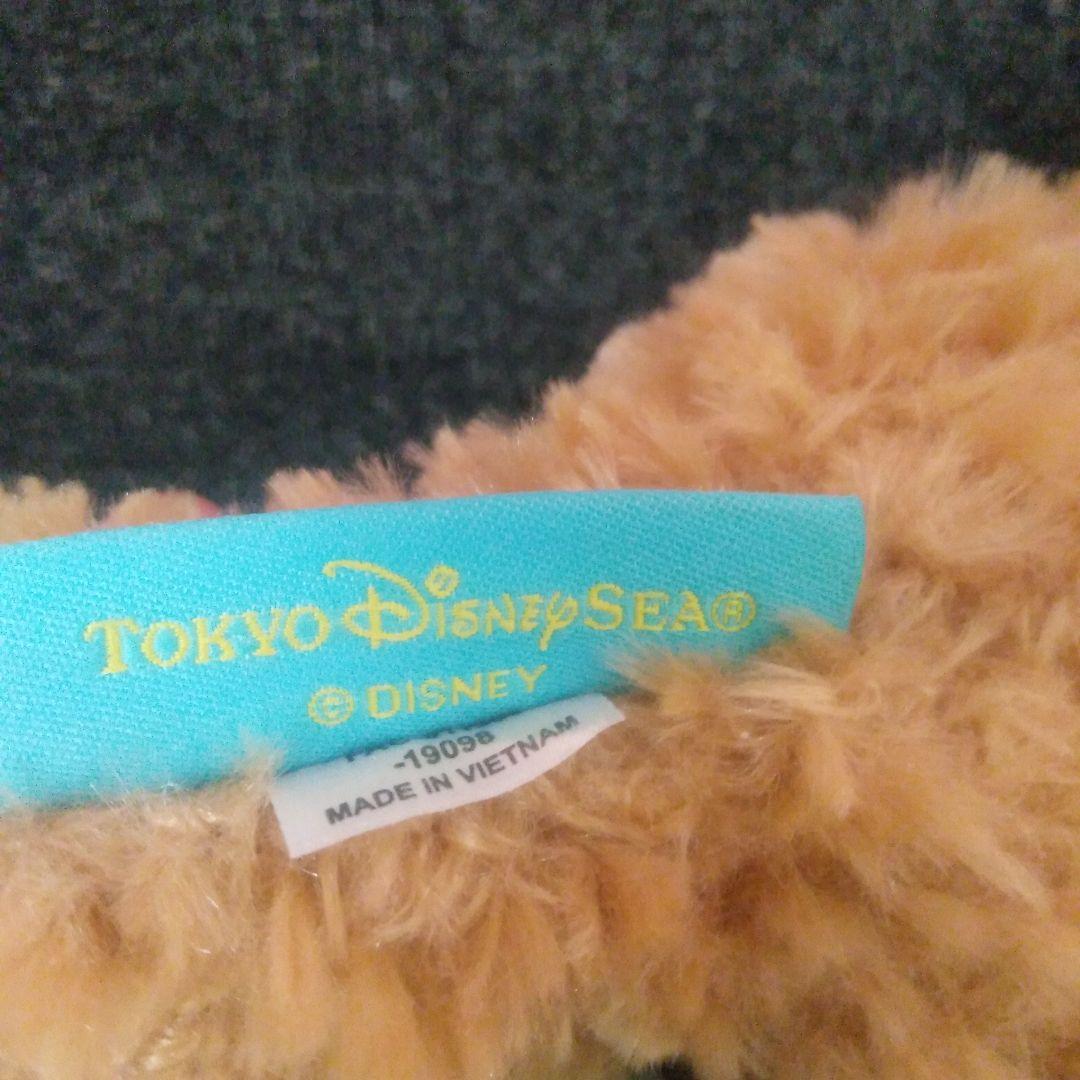 TOKYO DISNEYSEA®
© DISNEY
-19098
MADE IN VIETNAM